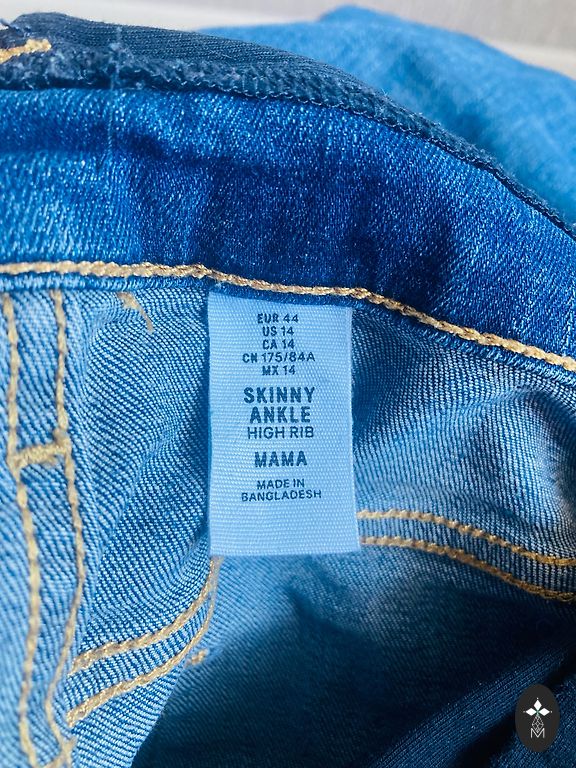 EUR 44
US 14
CA 14
CN 175/84A
MX 14
SKINNY
ANKLE
HIGH RIB
MAMA
MADE IN
BANGLADESH
M